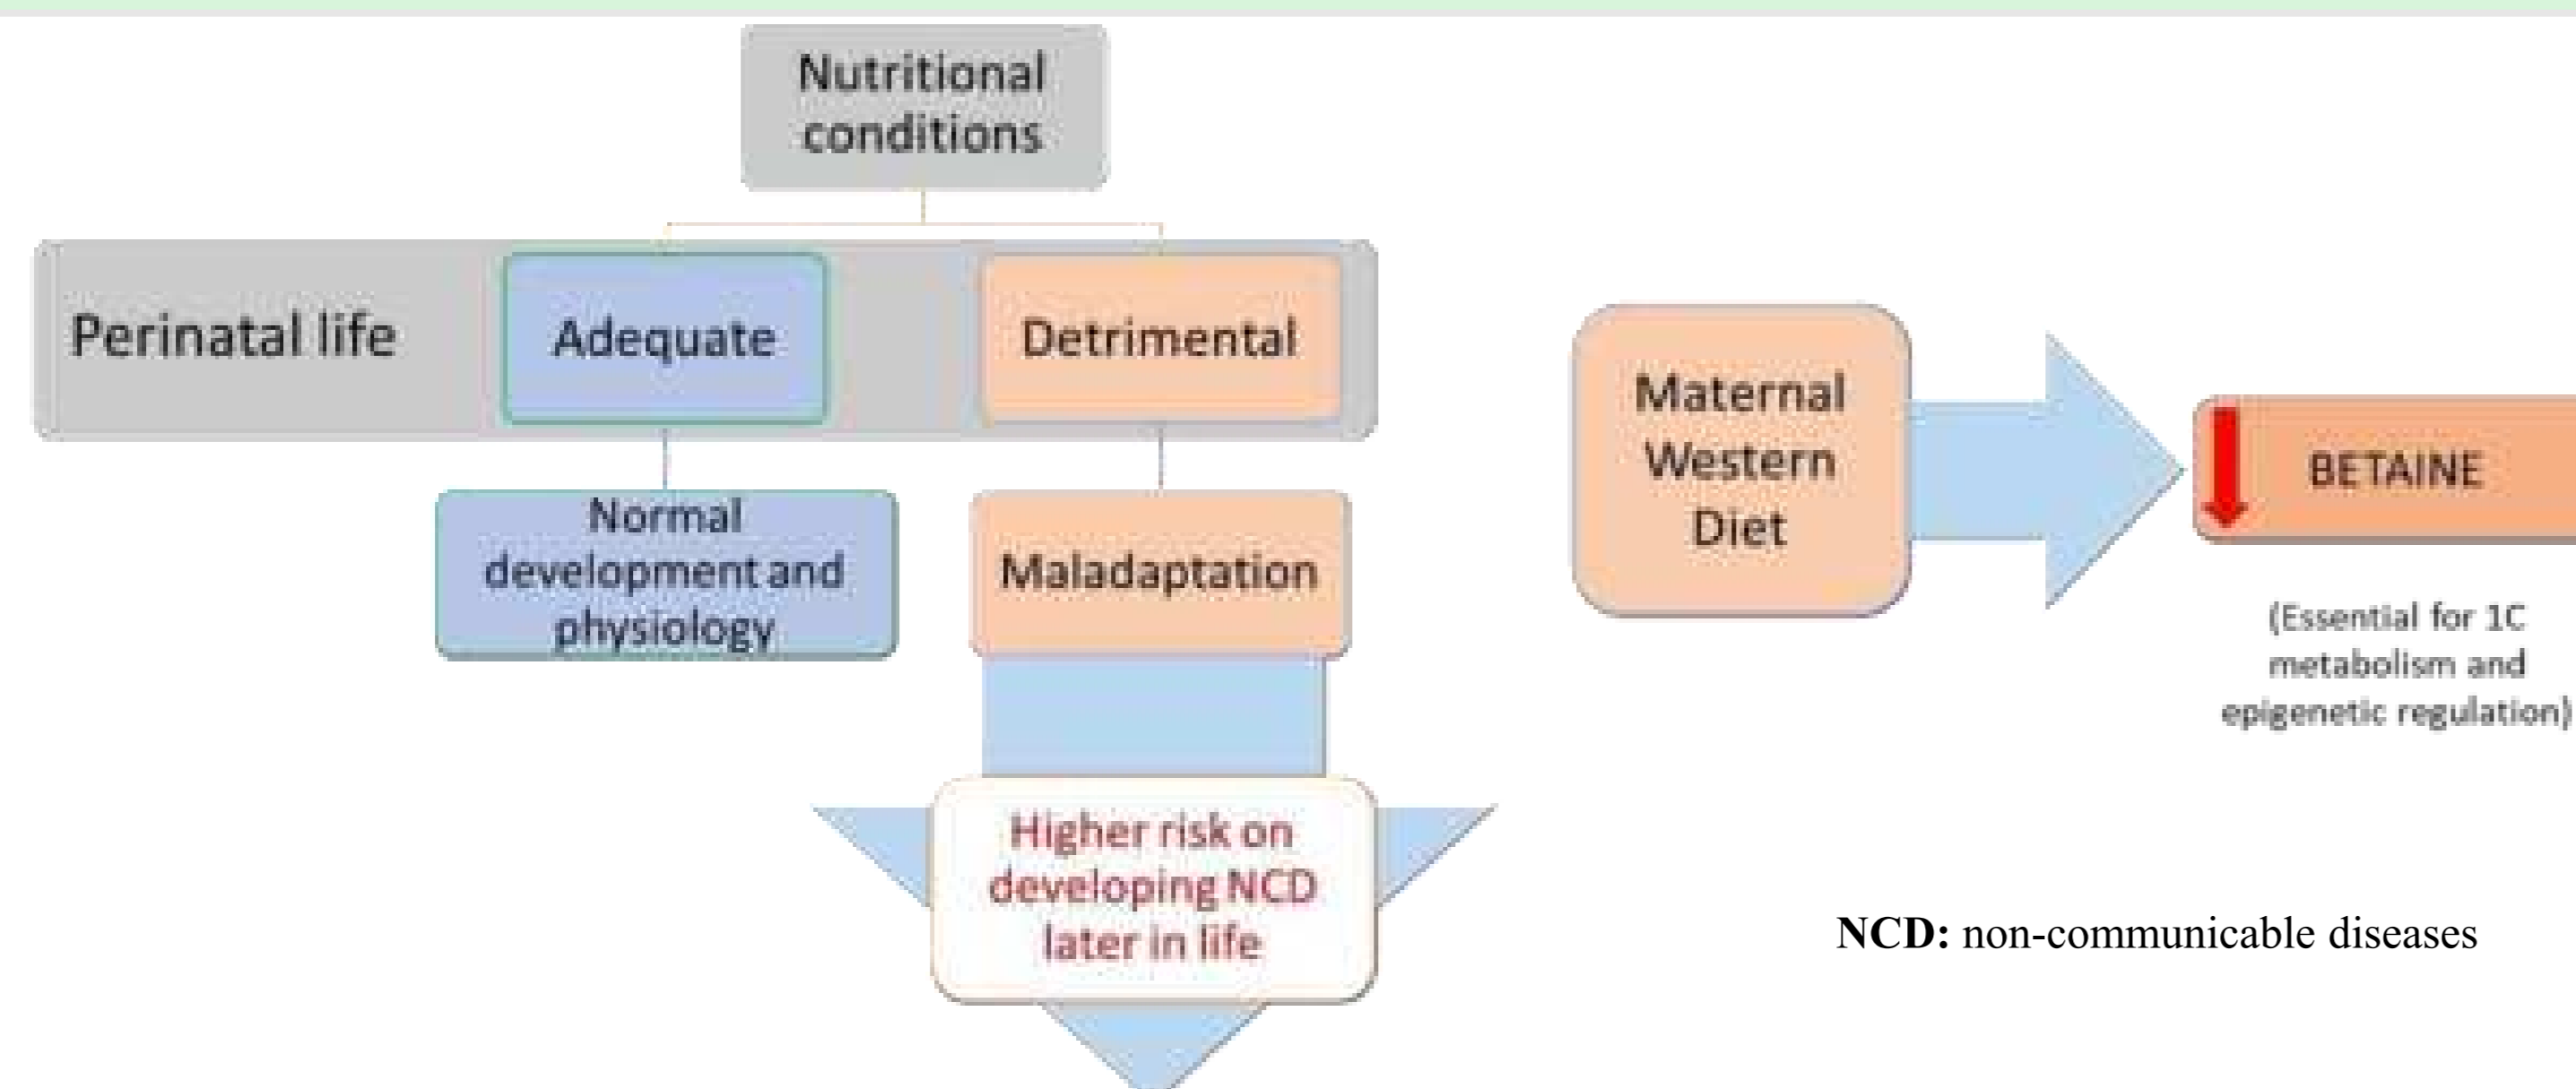 Nutritional
conditions
Perinatal life
Adequate
Detrimental
Normal
development and
physiology
Maladaptation
Higher risk on
developing NCD
later in life
Maternal
Western
Diet
BETAINE
(Essential for 1C
metabolism and
epigenetic regulation)
NCD: non-communicable diseases